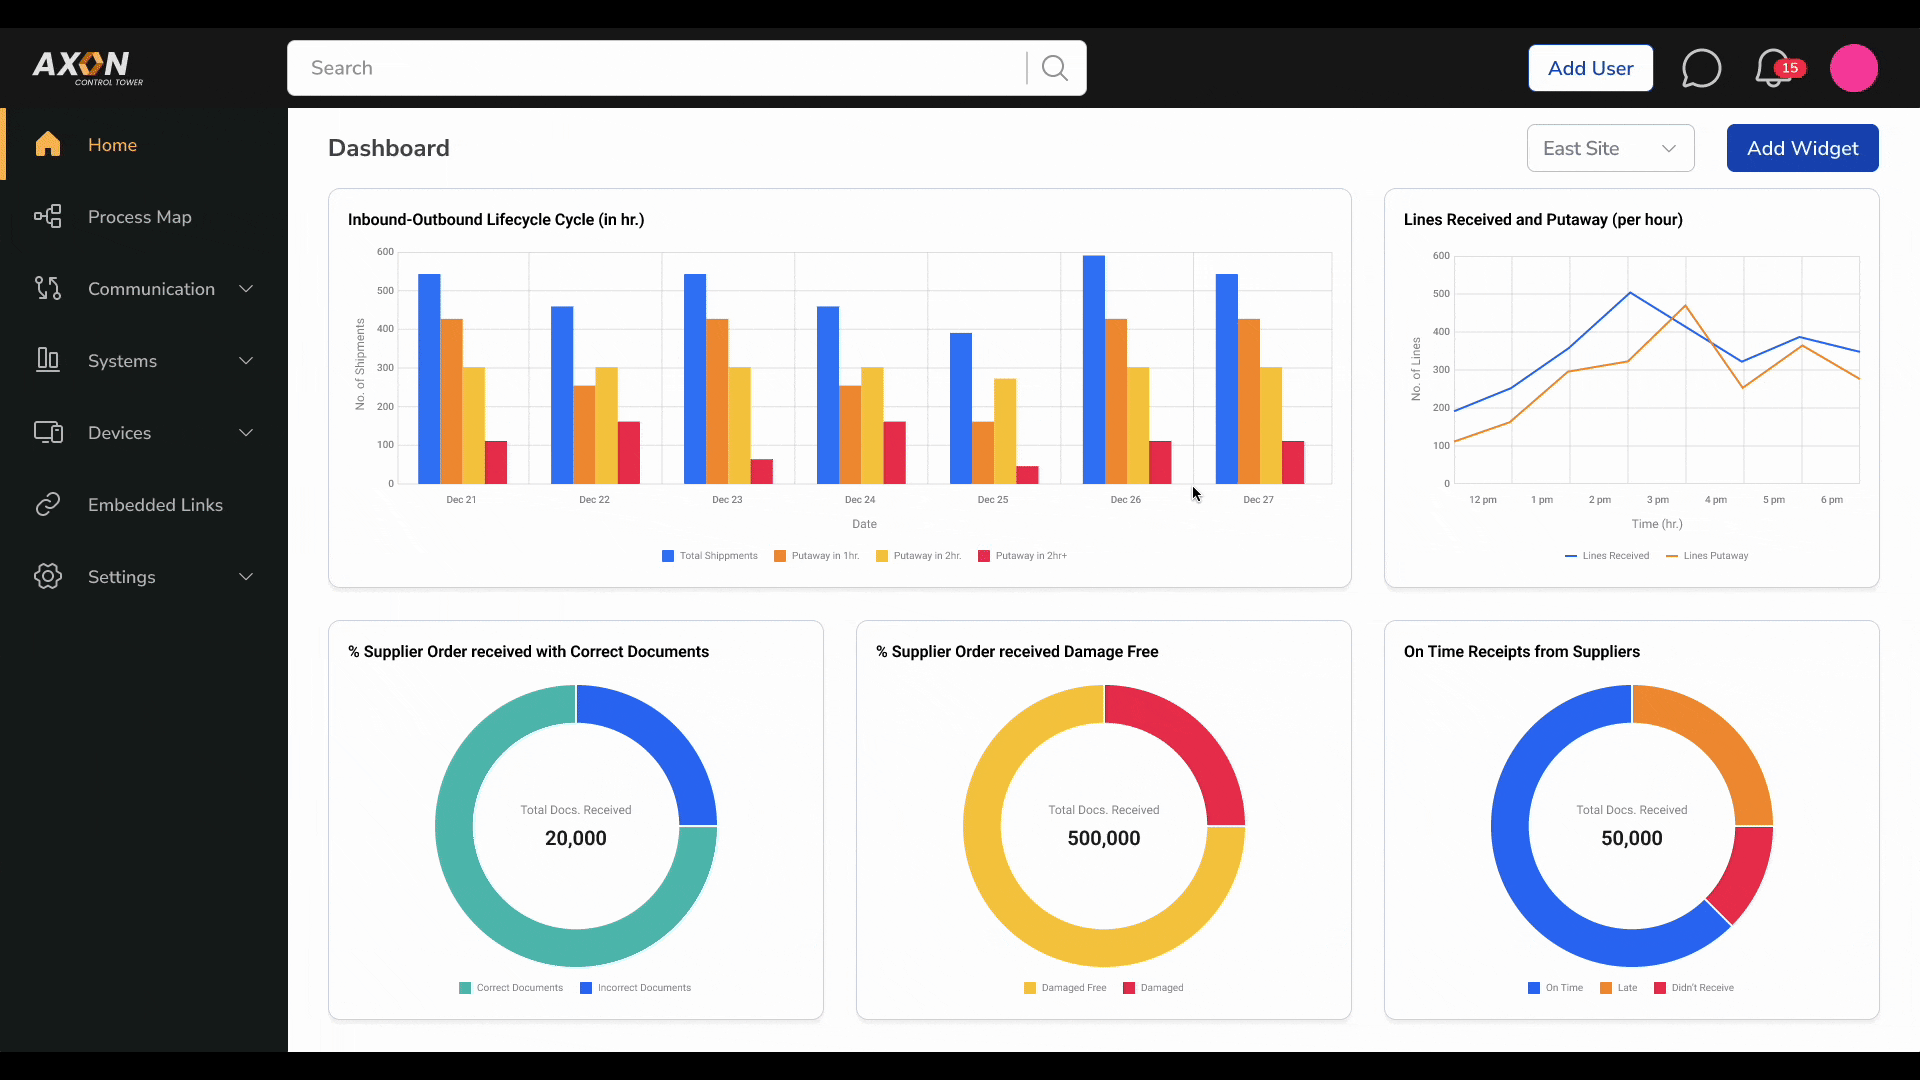 AXON
CONTROL TOWER
Search
Add User
15
Home
Process Map
Communication
Systems
Devices
Embedded Links
Settings
Dashboard
East Site
Add Widget
Inbound-Outbound Lifecycle Cycle (in hr.)
600
500
400
300
200
100
0
No. of Shipments
Dec 21 Dec 22 Dec 23 Dec 24 Dec 25 Dec 26 Dec 27
Date
Total Shippments Putaway in 1hr. Putaway in 2hr. Putaway in 2hr+
Lines Received and Putaway (per hour)
600
500
400
300
200
100
0
No. of Lines
12 pm 1 pm 2 pm 3 pm 4 pm 5 pm 6 pm
Time (hr.)
Lines Received Lines Putaway
% Supplier Order received with Correct Documents
Total Docs. Received
20,000
Correct Documents Incorrect Documents
% Supplier Order received Damage Free
Total Docs. Received
500,000
Damaged Free Damaged
On Time Receipts from Suppliers
Total Docs. Received
50,000
On Time Late Didn't Receive